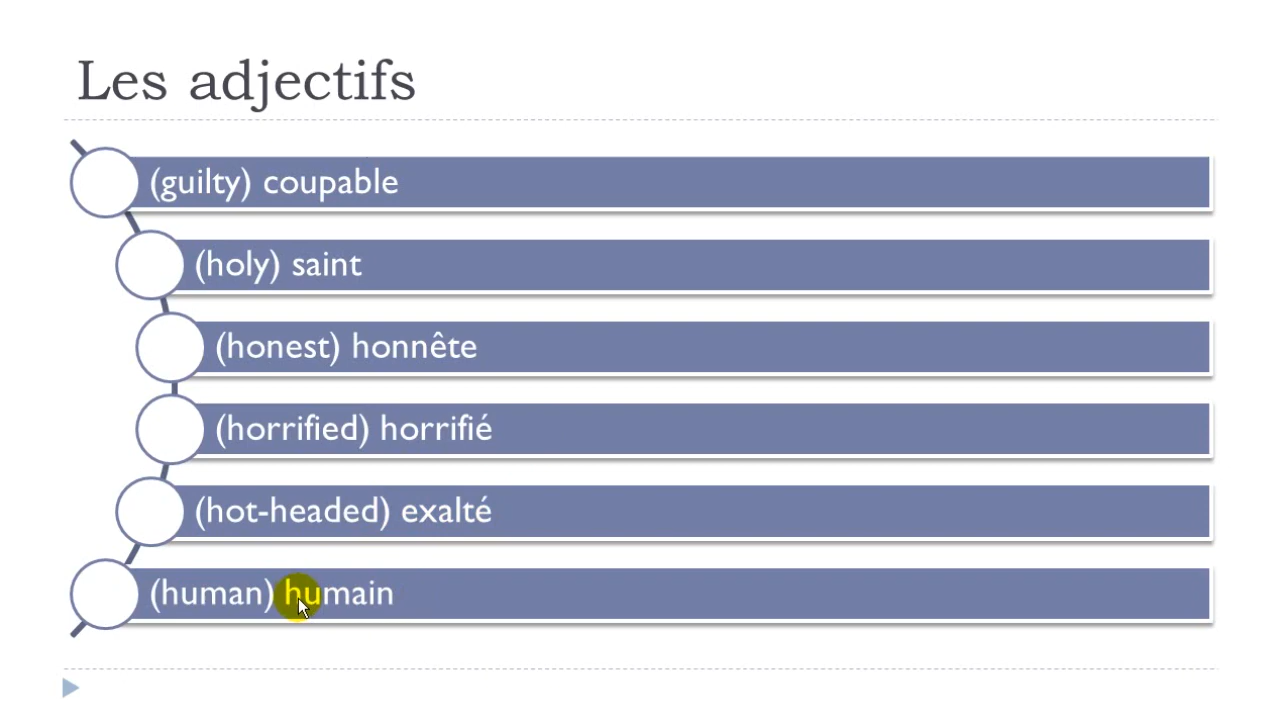 Les adjectifs
(guilty) coupable
(holy) saint
(honest) honnête
(horrified) horrifié
(hot-headed) exalté
(human) humain